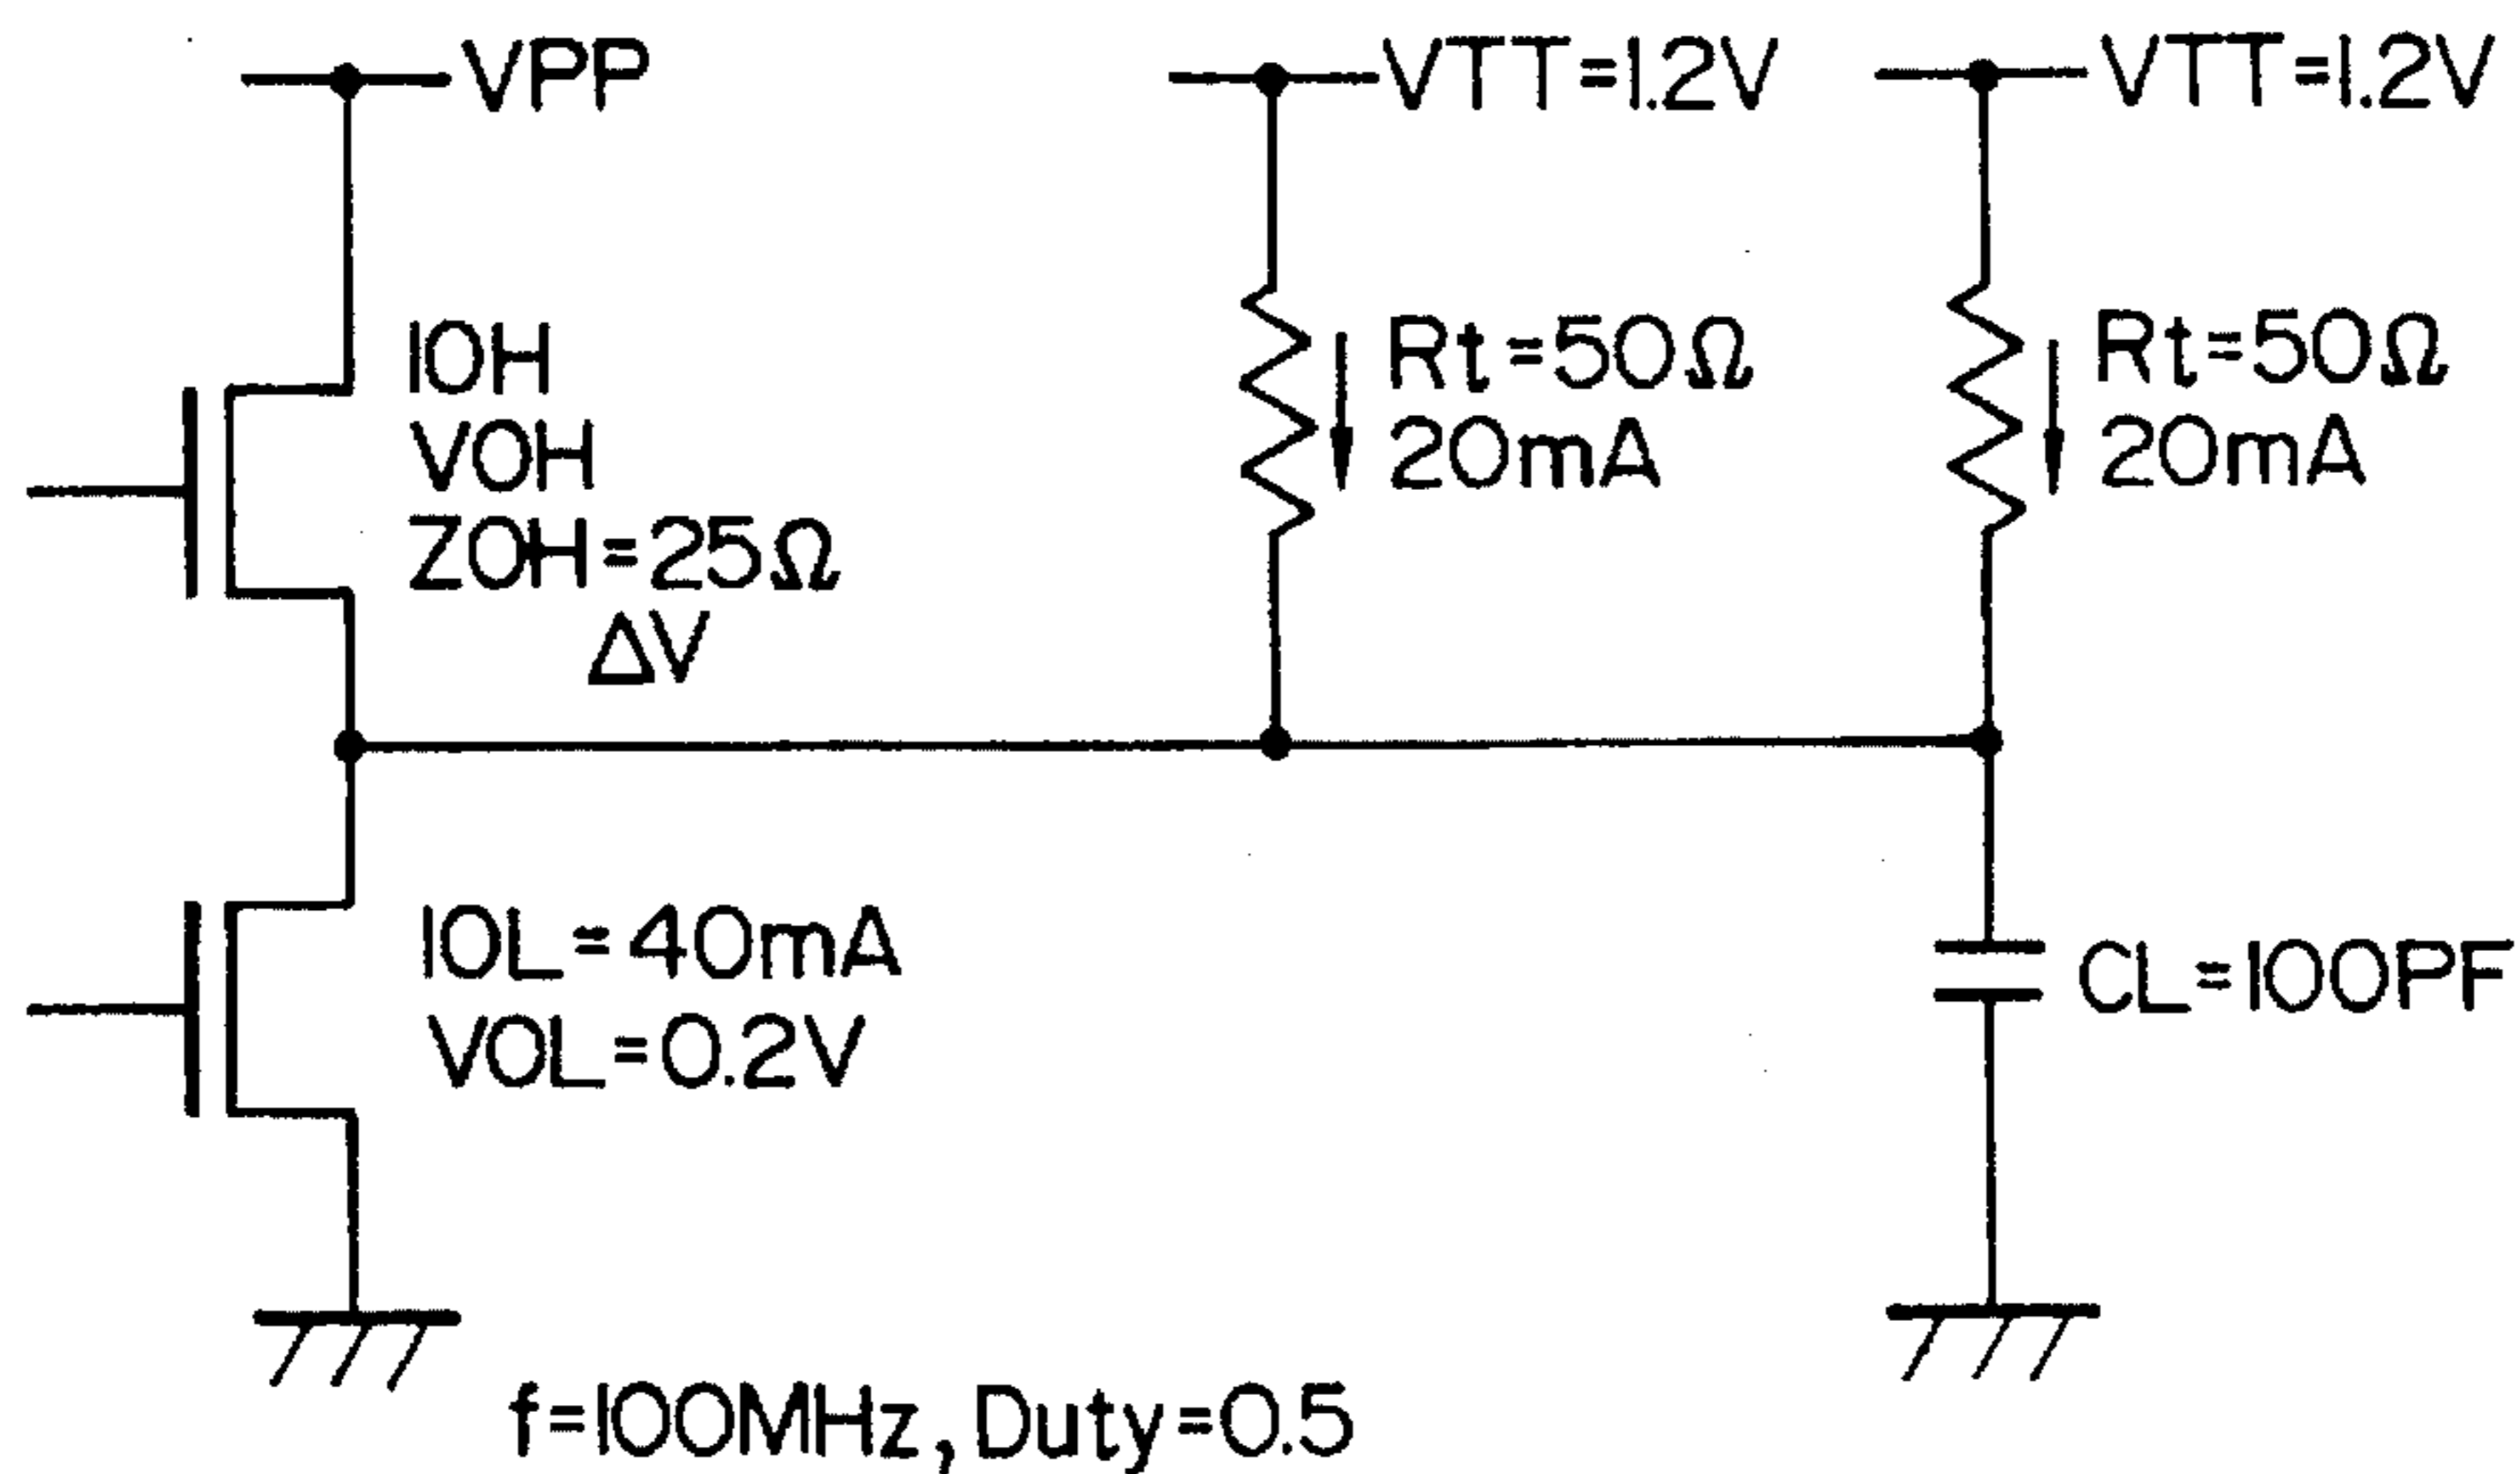 VPP
VTT=1.2V
VTT=1.2V
IOH
VOH
ZOH=25Ω
ΔV
Rt=50Ω
20mA
Rt=50Ω
20mA
IOL=40mA
VOL=0.2V
CL=100PF
f=100MHz, Duty=0.5